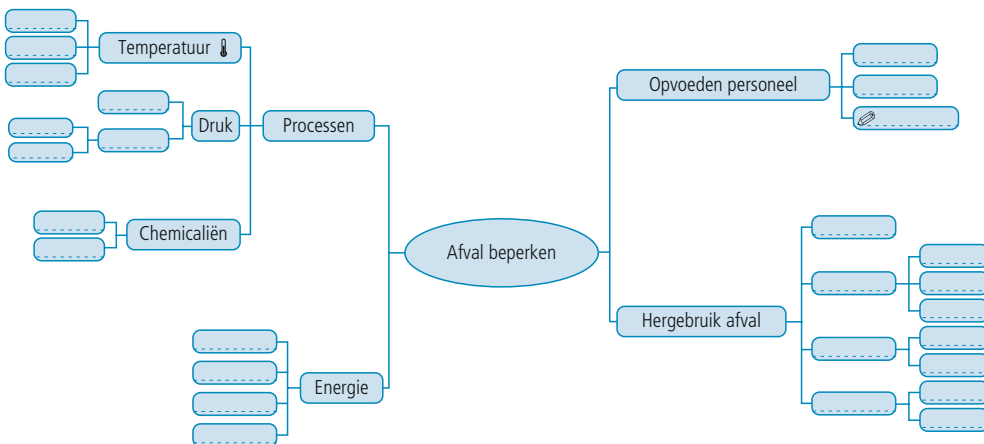 Temperatuur
Druk
Processen
Chemicaliën
Energie
Afval beperken
Opvoeden personeel
Hergebruik afval